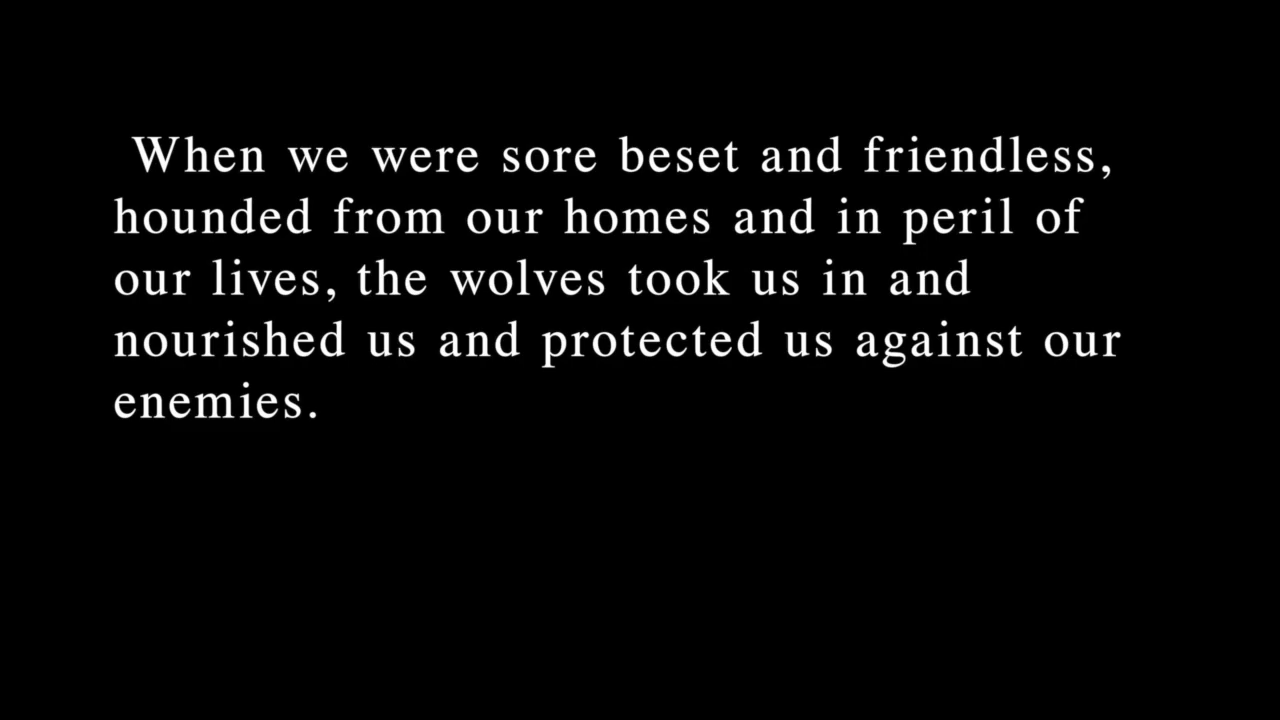 When we were sore beset and friendless,
hounded from our homes and in peril of
our lives, the wolves took us in and
nourished us and protected us against our
enemies.